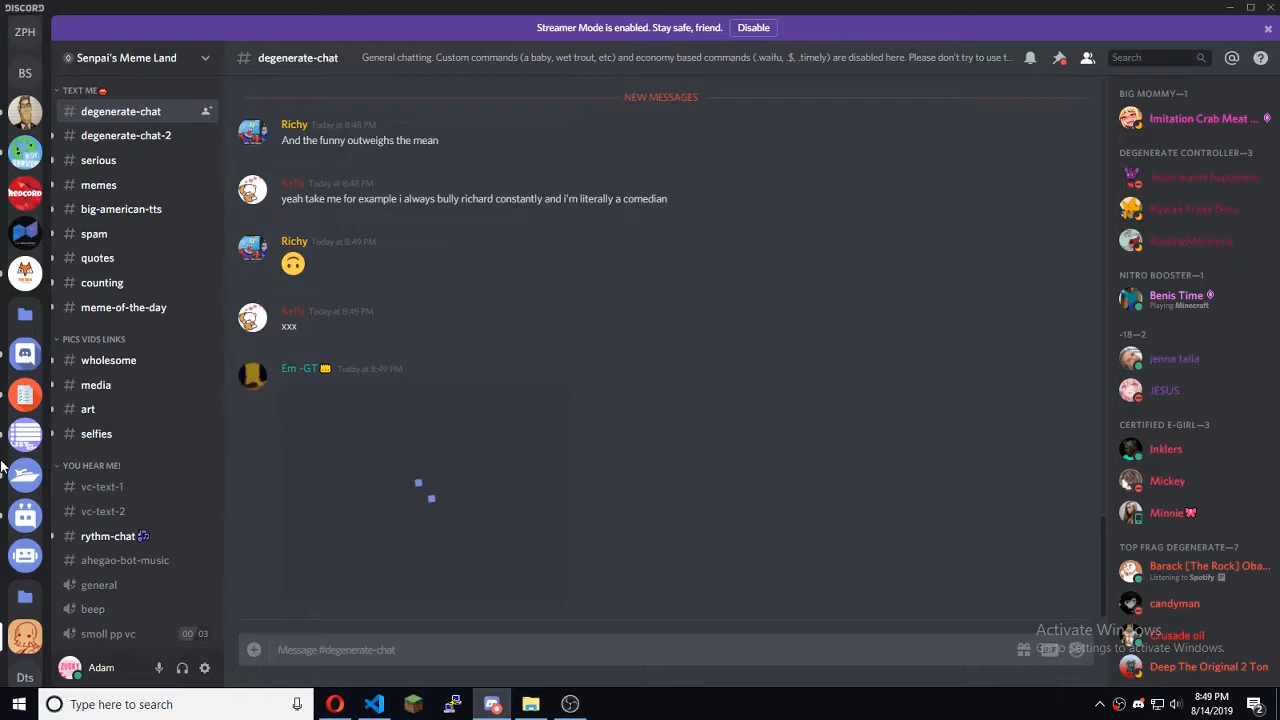 DISCORD
Streamer Mode is enabled. Stay safe, friend. Disable
ZPH
BS
REDCORD
Dts
Senpai's Meme Land
# degenerate-chat General chatting. Custom commands (a baby, wet trout, etc) and economy based commands (.waifu, .$, .timely) are disabled here. Please don't try to use t...
Search
TEXT ME
# degenerate-chat
# degenerate-chat-2
# serious
# memes
# big-american-tts
# spam
# quotes
# counting
# meme-of-the-day
PICS VIDS LINKS
# wholesome
# media
# art
# selfies
YOU HEAR ME!
# vc-text-1
# vc-text-2
# rythm-chat
# ahegao-bot-music
general
beep
smoll pp vc 00 03
Adam
NEW MESSAGES
Richy Today at 8:48 PM
And the funny outweighs the mean
Kelly Today at 8:48 PM
yeah take me for example i always bully richard constantly and i'm literally a comedian
Richy Today at 8:49 PM
🙃
Kelly Today at 8:49 PM
xxx
Em -GT Today at 8:49 PM
Message #degenerate-chat
BIG MOMMY—1
Imitation Crab Meat ...
DEGENERATE CONTROLLER—3
NITRO BOOSTER—1
Benis Time
Playing Minecraft
-18—2
jenna talia
JESUS
CERTIFIED E-GIRL—3
Inklers
Mickey
Minnie
TOP FRAG DEGENERATE—7
Barack [The Rock] Oba...
Listening to Spotify
candyman
Crusade oil
Deep The Original 2 Ton
Activate Windows
Go to Settings to activate Windows.
Type here to search
8:49 PM
8/14/2019
2